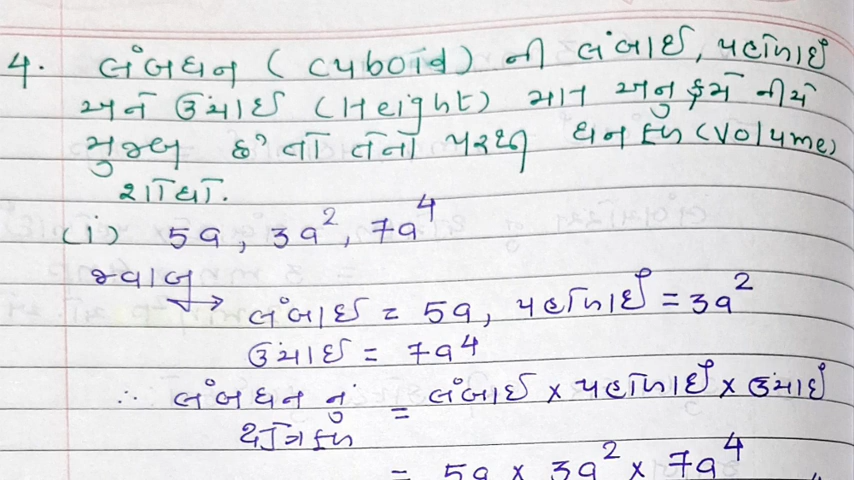 4. લંબઘન (cuboid) ની લંબાઈ, પહોળાઈ
અને ઉંચાઈ (Height) માત્ર અનુક્રમે નીચે
મુજબ છે તો તેના પરથી ઘનફળ (Volume)
શોધો.
(i) 5a, 3a², 7a⁴
જવાબ
→ લંબાઈ = 5a, પહોળાઈ = 3a²
ઉંચાઈ = 7a⁴
∴ લંબઘન નું = લંબાઈ × પહોળાઈ × ઉંચાઈ
= 5a × 3a² × 7a⁴